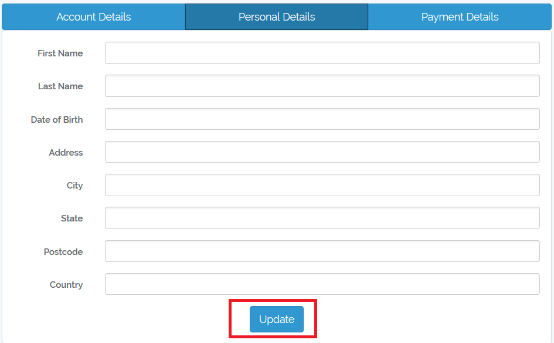 Account Details Personal Details Payment Details
First Name
Last Name
Date of Birth
Address
City
State
Postcode
Country
Update